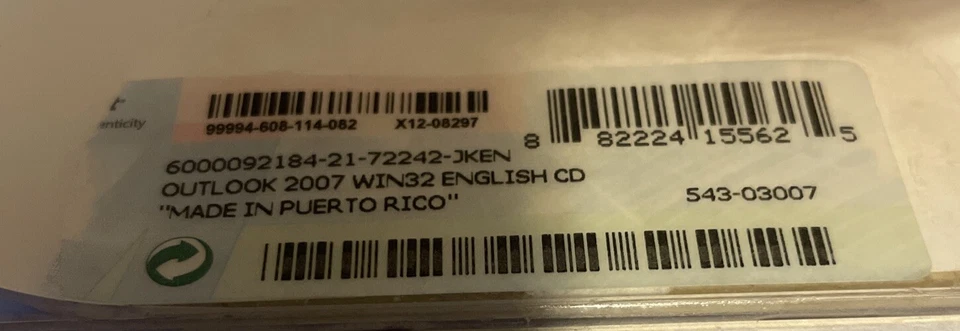 99994-608-114-082 X12-08297
8 82224 15562 5
6000092184-21-72242-JKEN
OUTLOOK 2007 WIN32 ENGLISH CD
543-03007
"MADE IN PUERTO RICO"